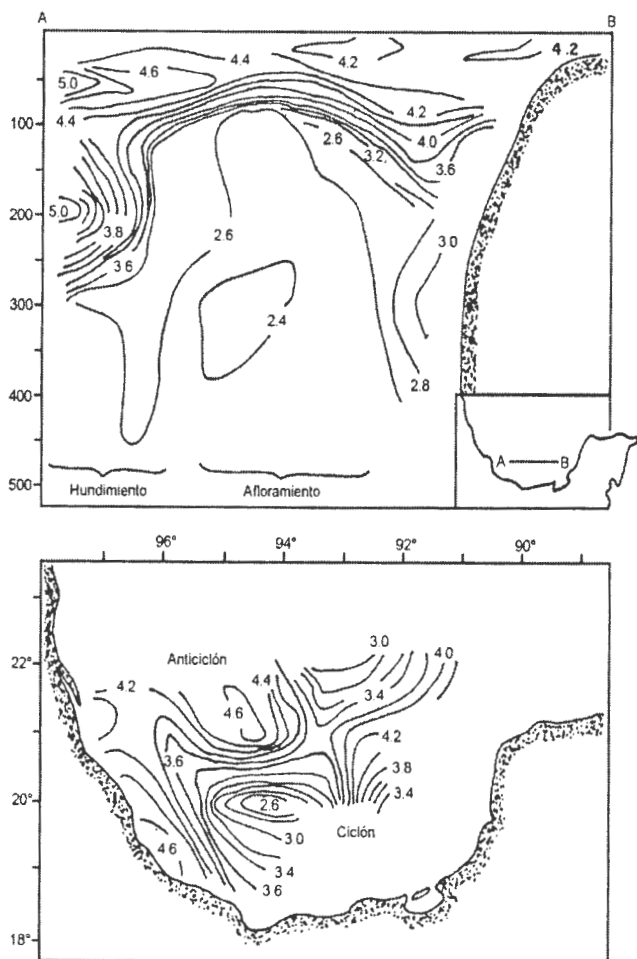 A B
4.4 4.2 4.2
5.0 4.6
4.4 4.2
100 2.6 4.0
3.2. 3.6
200 5.0
3.8 2.6 3.0
3.6
300 2.4
2.8
400
A B
Hundimiento Afloramiento
500
96° 94° 92° 90°
Anticiclón 3.0 4.0
22° 4.2 4.4
4.6 3.4
3.6 4.2
3.8
20° 2.6 3.4
3.0 Ciclón
4 6 3.4
3 6
18°